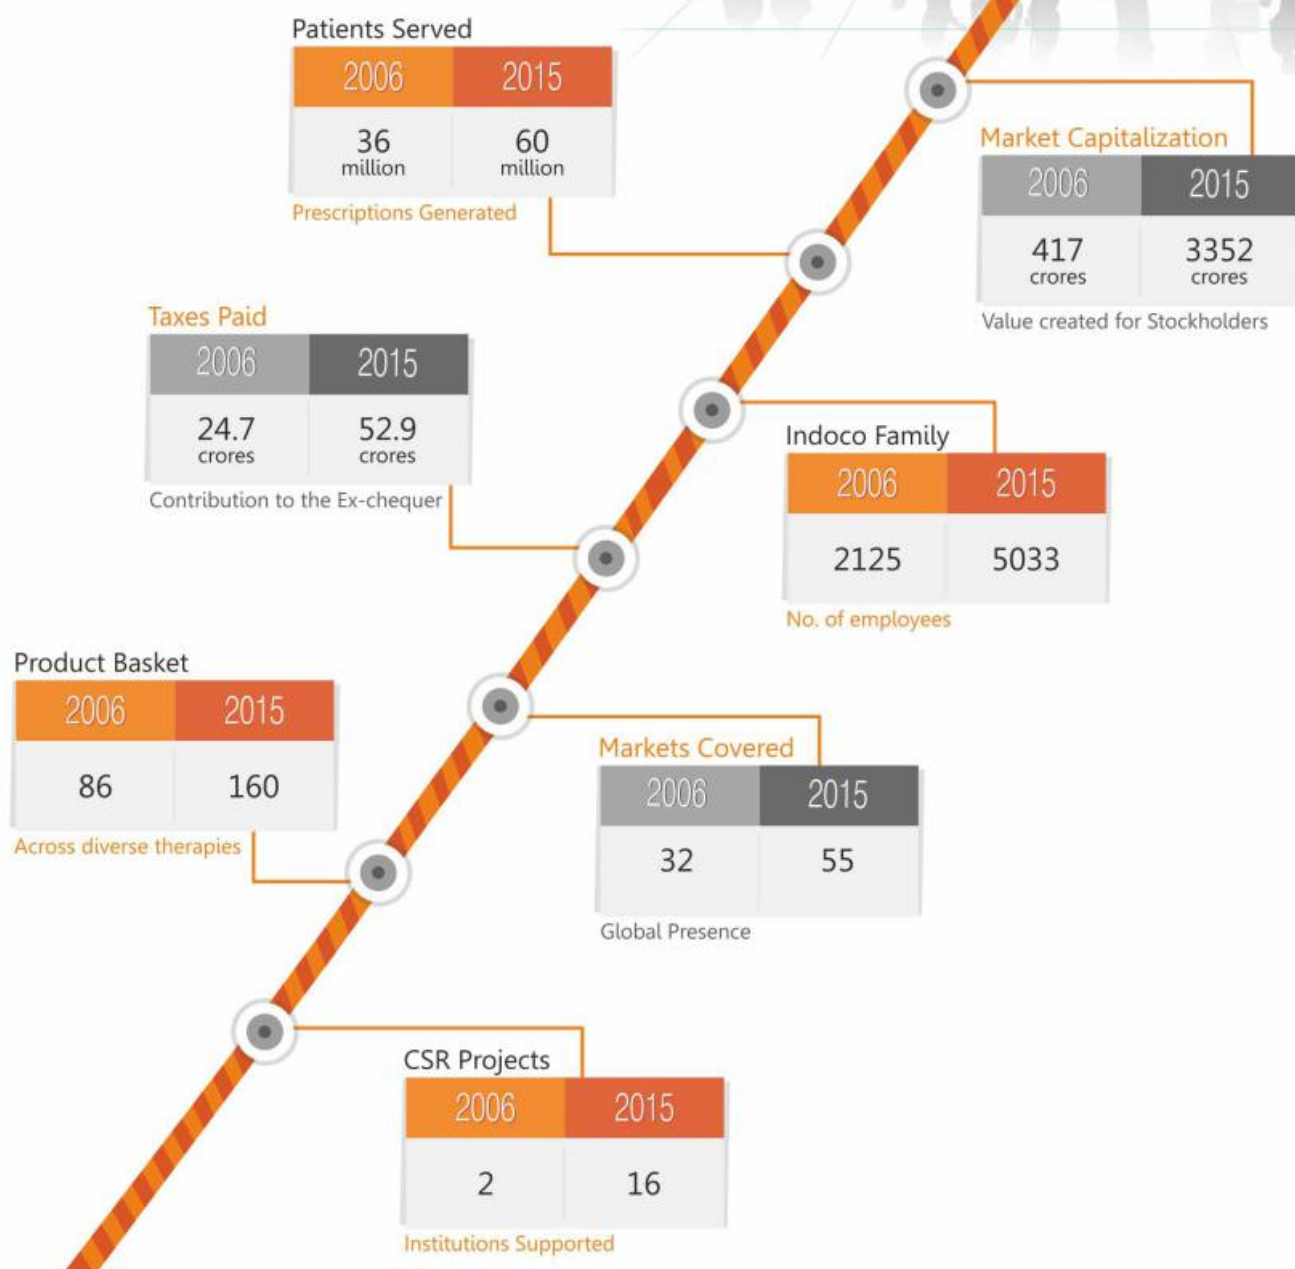 Patients Served
2006 2015
36 60
million million
Prescriptions Generated
Market Capitalization
2006 2015
417 3352
crores crores
Value created for Stockholders
Taxes Paid
2006 2015
24.7 52.9
crores crores
Contribution to the Ex-chequer
Indoco Family
2006 2015
2125 5033
No. of employees
Product Basket
2006 2015
86 160
Across diverse therapies
Markets Covered
2006 2015
32 55
Global Presence
CSR Projects
2006 2015
2 16
Institutions Supported